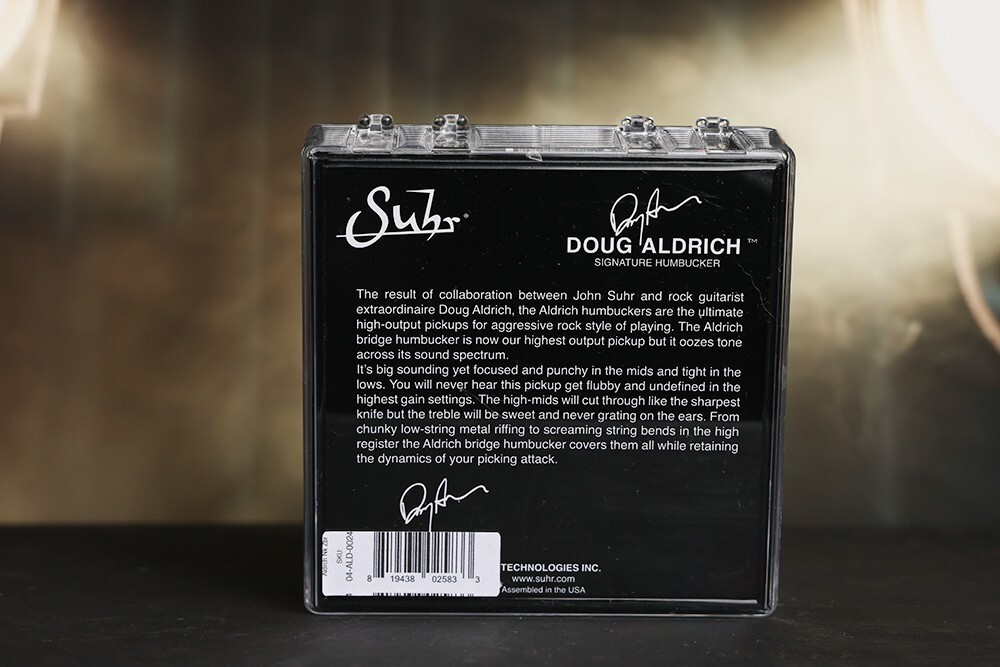 Suhr®
DOUG ALDRICH™
SIGNATURE HUMBUCKER
The result of collaboration between John Suhr and rock guitarist
extraordinaire Doug Aldrich, the Aldrich humbuckers are the ultimate
high-output pickups for aggressive rock style of playing. The Aldrich
bridge humbucker is now our highest output pickup but it oozes tone
across its sound spectrum.
It's big sounding yet focused and punchy in the mids and tight in the
lows. You will never hear this pickup get flubby and undefined in the
highest gain settings. The high-mids will cut through like the sharpest
knife but the treble will be sweet and never grating on the ears. From
chunky low-string metal riffing to screaming string bends in the high
register the Aldrich bridge humbucker covers them all while retaining
the dynamics of your picking attack.
Aldrich Nk
SKU:
04-ALD-0024
8 19438 02583 3
TECHNOLOGIES INC.
www.suhr.com
Assembled in the USA